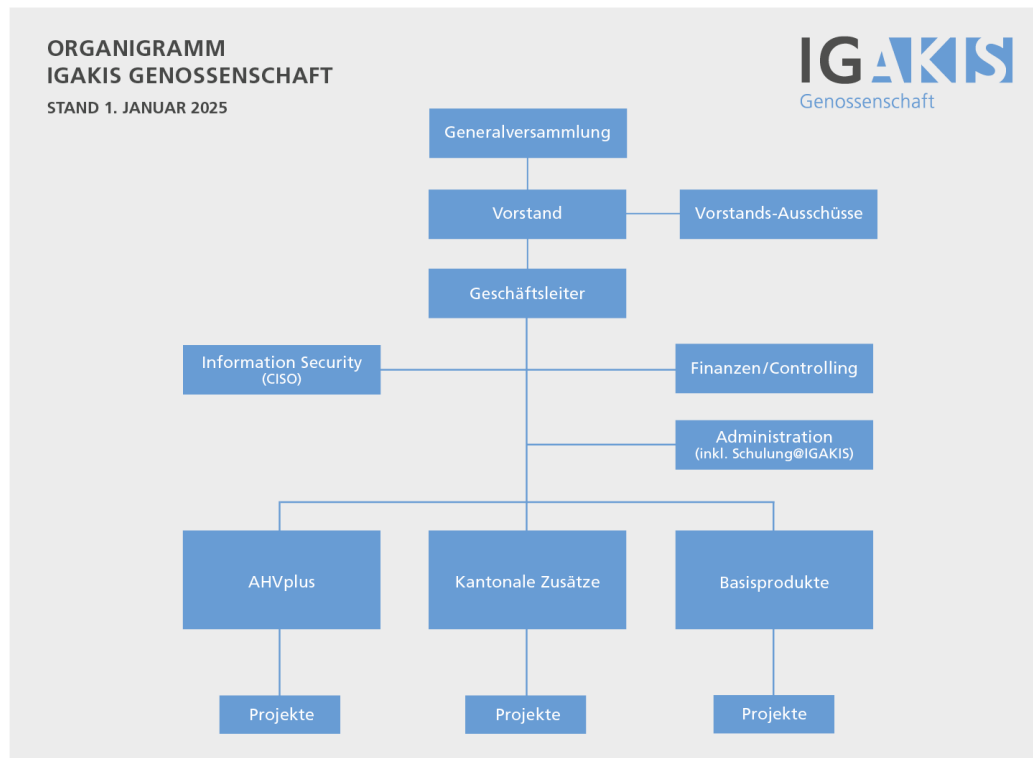 ORGANIGRAMM
IGAKIS GENOSSENSCHAFT
STAND 1. JANUAR 2025
IGAKIS
Genossenschaft
Generalversammlung
Vorstand
Vorstands-Ausschüsse
Geschäftsleiter
Information Security
(CISO)
Finanzen/Controlling
Administration
(inkl. Schulung@IGAKIS)
AHVplus
Kantonale Zusätze
Basisprodukte
Projekte
Projekte
Projekte